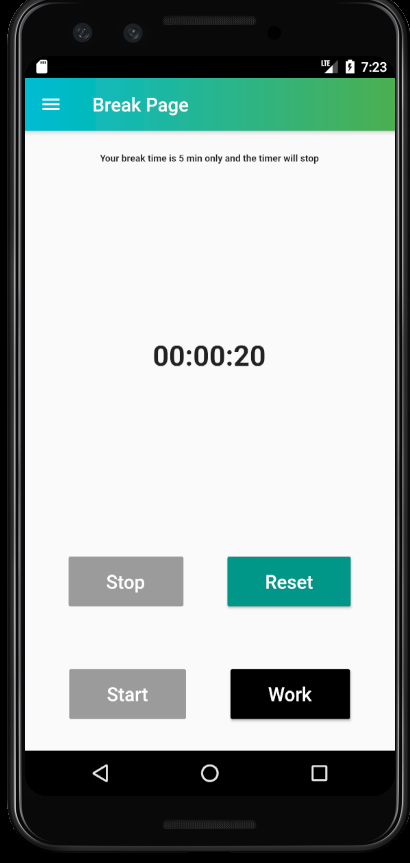 LTE 7:23
Break Page
Your break time is 5 min only and the timer will stop
00:00:20
Stop Reset
Start Work